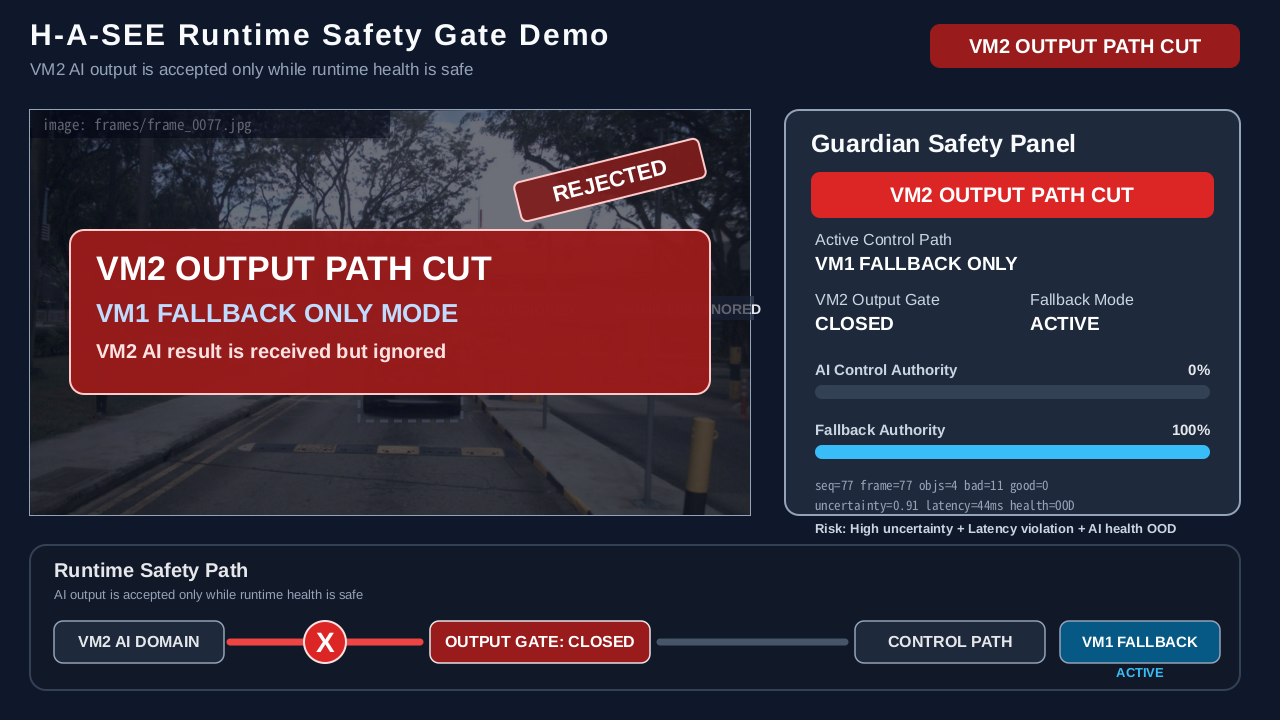 H-A-SEE Runtime Safety Gate Demo
VM2 AI output is accepted only while runtime health is safe
VM2 OUTPUT PATH CUT
image: frames/frame_0077.jpg
REJECTED
VM2 OUTPUT PATH CUT
VM1 FALLBACK ONLY MODE
VM2 AI result is received but ignored
NORED
Guardian Safety Panel
VM2 OUTPUT PATH CUT
Active Control Path
VM1 FALLBACK ONLY
VM2 Output Gate
CLOSED
Fallback Mode
ACTIVE
AI Control Authority 0%
Fallback Authority 100%
seq=77 frame=77 objs=4 bad=11 good=0
uncertainty=0.91 latency=44ms health=OOD
Risk: High uncertainty + Latency violation + AI health OOD
Runtime Safety Path
AI output is accepted only while runtime health is safe
VM2 AI DOMAIN
X
OUTPUT GATE: CLOSED
CONTROL PATH
VM1 FALLBACK
ACTIVE